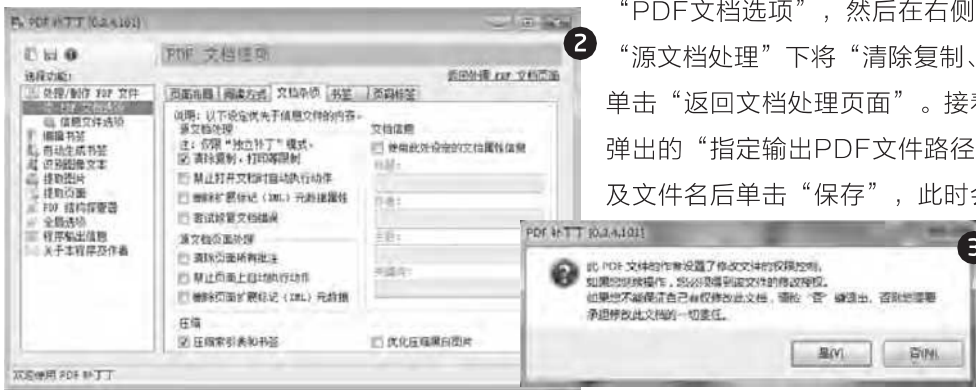 PDF 补丁丁 [0.3.4.101]
PDF 文档选项
选择功能:
返回处理 PDF 文档页面
处理/制作 PDF 文件
PDF 文档选项
信息文件选项
编辑书签
自动生成书签
识别图像文本
提取图片
提取页面
PDF 结构探查器
全局选项
程序输出信息
关于本程序及作者
页面布局 阅读方式 文档杂项 书签 页码标签
说明: 以下设定优先于信息文件的内容。
源文档处理
注: 仅限“独立补丁”模式。
清除复制, 打印等限制
禁止打开文档时自动执行动作
删除扩展标记 (XML) 元数据属性
尝试修复文档错误
源文档页面处理
清除页面所有批注
禁止页面上自动执行动作
删除页面扩展标记 (XML) 元数据
压缩
压缩索引表和书签
优化压缩黑白图片
文档信息
使用此处设定的文档属性信息
标题:
作者:
主题:
关键词:
欢迎使用 PDF 补丁丁
2
“PDF文档选项”,然后在右侧
“源文档处理”下将“清除复制、
单击“返回文档处理页面”。接着
弹出的“指定输出PDF文件路径
及文件名后单击“保存”,此时会
PDF 补丁丁 [0.3.4.101]
3
此 PDF 文件的作者设置了修改文件的权限控制。
如果您继续操作,您必须得到该文件的修改授权。
如果您不能保证自己有权修改此文档,请按“否”键退出,否则您需要
承担修改此文档的一切责任。
是(Y)
否(N)